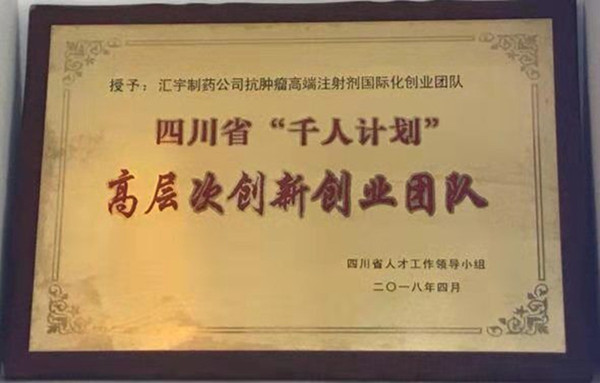 授予：汇宇制药公司抗肿瘤高端注射剂国际化创业团队
四川省“千人计划”
高层次创新创业团队
四川省人才工作领导小组
二〇一八年四月